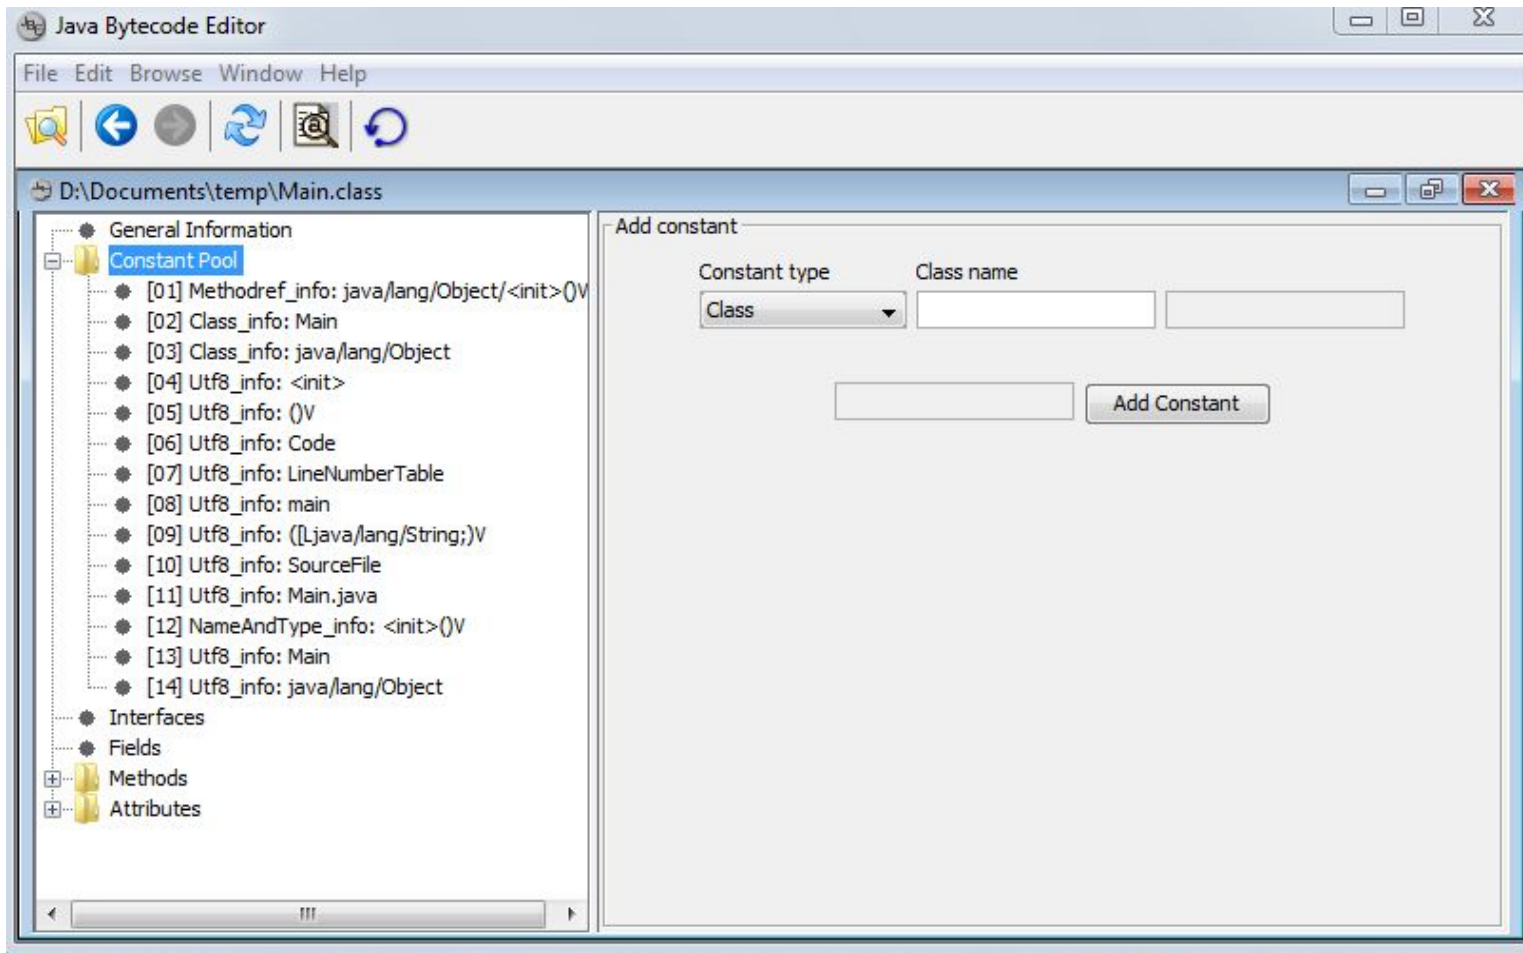 Java Bytecode Editor
File Edit Browse Window Help
D:\Documents\temp\Main.class
General Information
Constant Pool
[01] Methodref_info: java/lang/Object/<init>()V
[02] Class_info: Main
[03] Class_info: java/lang/Object
[04] Utf8_info: <init>
[05] Utf8_info: ()V
[06] Utf8_info: Code
[07] Utf8_info: LineNumberTable
[08] Utf8_info: main
[09] Utf8_info: ([Ljava/lang/String;)V
[10] Utf8_info: SourceFile
[11] Utf8_info: Main.java
[12] NameAndType_info: <init>()V
[13] Utf8_info: Main
[14] Utf8_info: java/lang/Object
Interfaces
Fields
Methods
Attributes
Add constant
Constant type Class name
Class
Add Constant